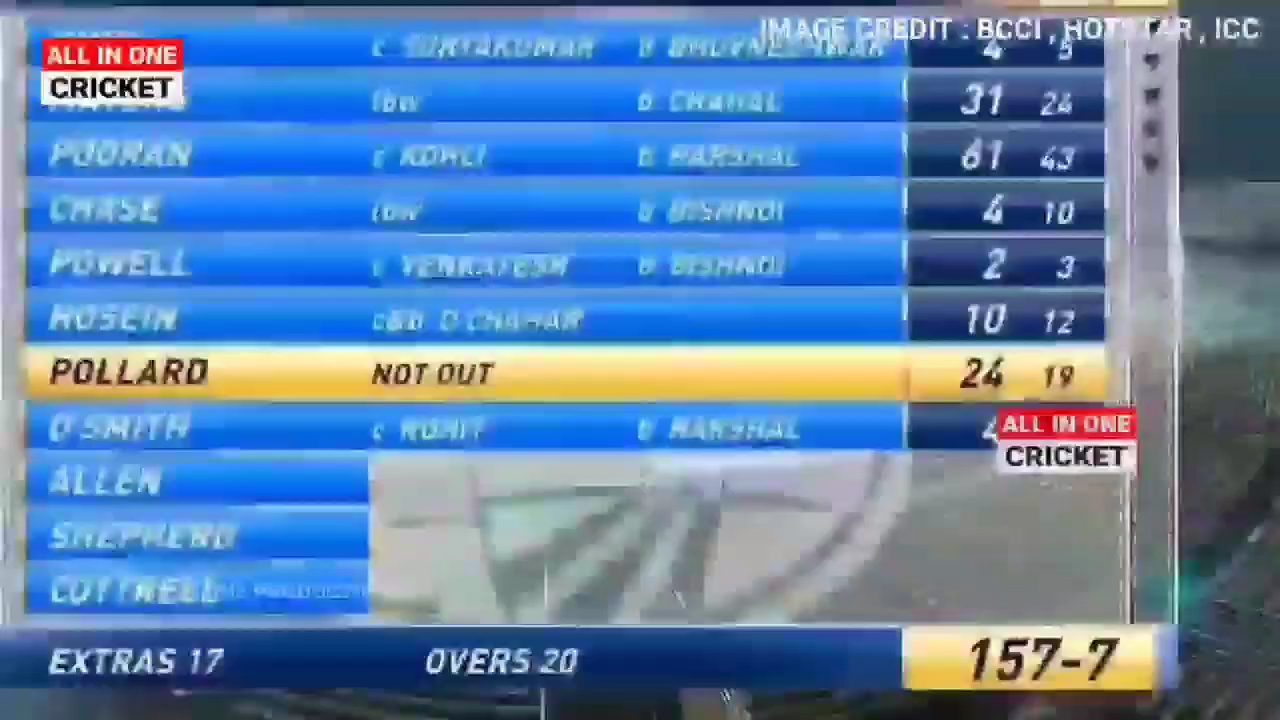 IMAGE CREDIT : BCCI , HOTSTAR , ICC
ALL IN ONE
CRICKET
c SURYAKUMAR b BHUVNESHWAR 4 5
lbw b CHAHAL 31 24
POORAN c KOHLI b HARSHAL 61 43
CHASE lbw b BISHNOI 4 10
POWELL c VENKATESH b BISHNOI 2 3
HOSEIN c&b D CHAHAR 10 12
POLLARD NOT OUT 24 19
O SMITH c ROHIT b HARSHAL 4
ALL IN ONE
CRICKET
ALLEN
SHEPHERD
COTTRELL
EXTRAS 17 OVERS 20 157-7